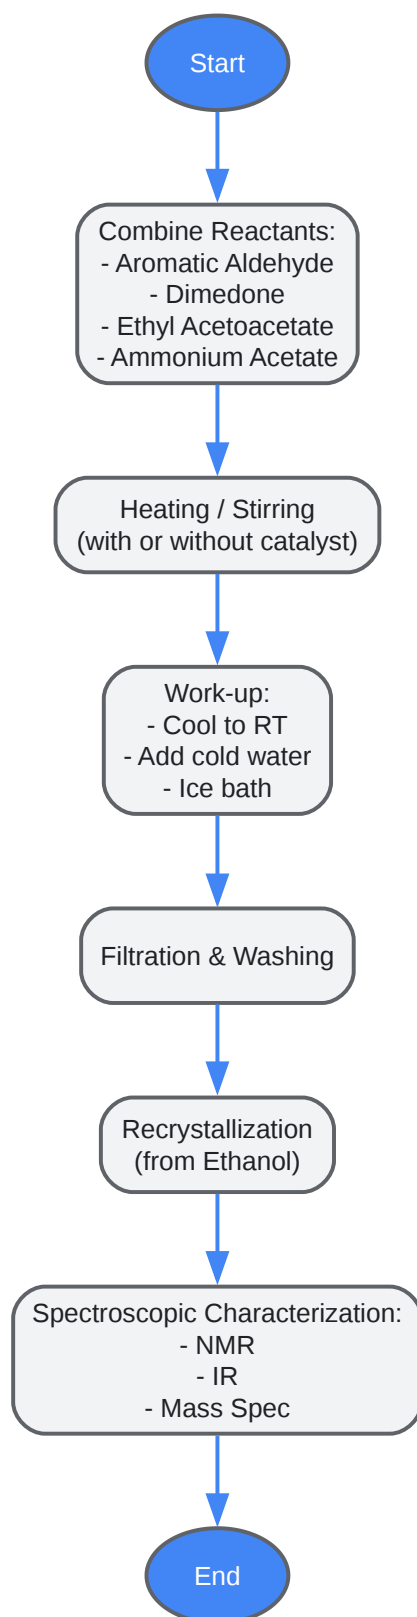 Start
Combine Reactants:
- Aromatic Aldehyde
- Dimedone
- Ethyl Acetoacetate
- Ammonium Acetate
Heating / Stirring
(with or without catalyst)
Work-up:
- Cool to RT
- Add cold water
- Ice bath
Filtration & Washing
Recrystallization
(from Ethanol)
Spectroscopic Characterization:
- NMR
- IR
- Mass Spec
End